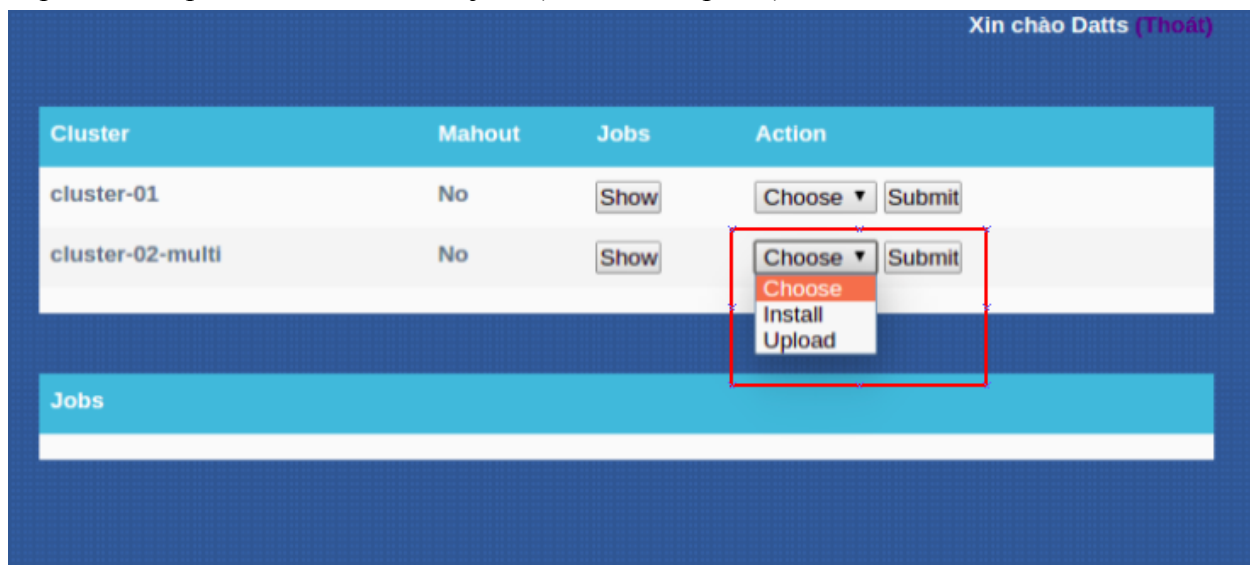 Xin chào Datts (Thoát)
Cluster Mahout Jobs Action
cluster-01 No Show Choose ▼ Submit
cluster-02-multi No Show Choose ▼ Submit
Choose
Install
Upload
Jobs